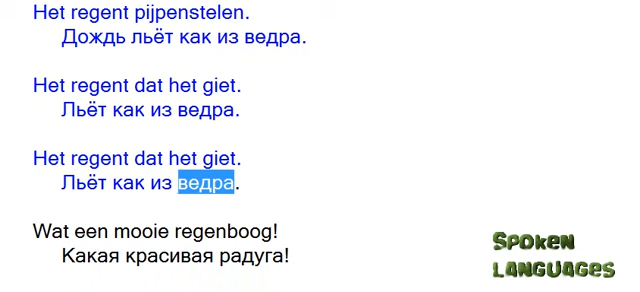 Het regent pijpenstelen.
Дождь льёт как из ведра.
Het regent dat het giet.
Льёт как из ведра.
Het regent dat het giet.
Льёт как из ведра.
Wat een mooie regenboog!
Какая красивая радуга!
Spoken
Languages